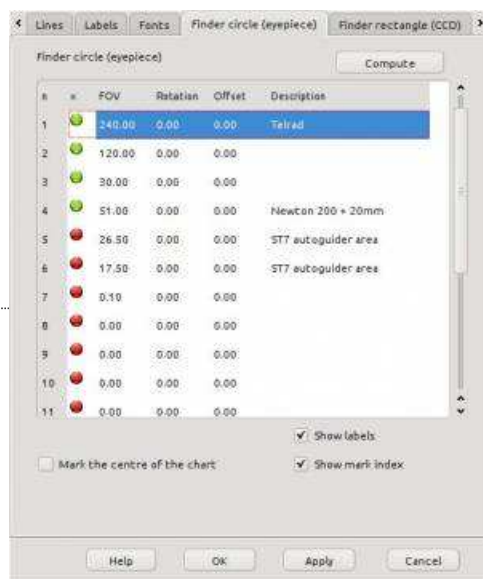 Lines Labels Fonts Finder circle (eyepiece) Finder rectangle (CCD)
Finder circle (eyepiece) Compute
n x FOV Rotation Offset Description
1 240.00 0.00 0.00 Telrad
2 120.00 0.00 0.00
3 30.00 0.00 0.00
4 51.00 0.00 0.00 Newton 200 + 20mm
5 26.50 0.00 0.00 ST7 autoguider area
6 17.50 0.00 0.00 ST7 autoguider area
7 0.10 0.00 0.00
8 0.00 0.00 0.00
9 0.00 0.00 0.00
10 0.00 0.00 0.00
11 0.00 0.00 0.00
Show labels
Mark the centre of the chart Show mark index
Help OK Apply Cancel